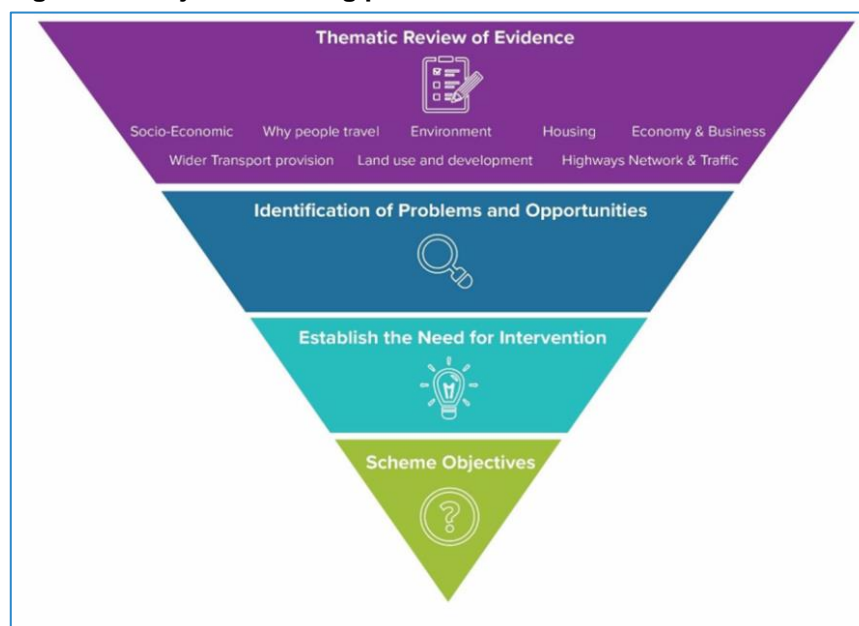 Thematic Review of Evidence
Socio-Economic Why people travel Environment Housing Economy & Business
Wider Transport provision Land use and development Highways Network & Traffic
Identification of Problems and Opportunities
Establish the Need for Intervention
Scheme Objectives
?